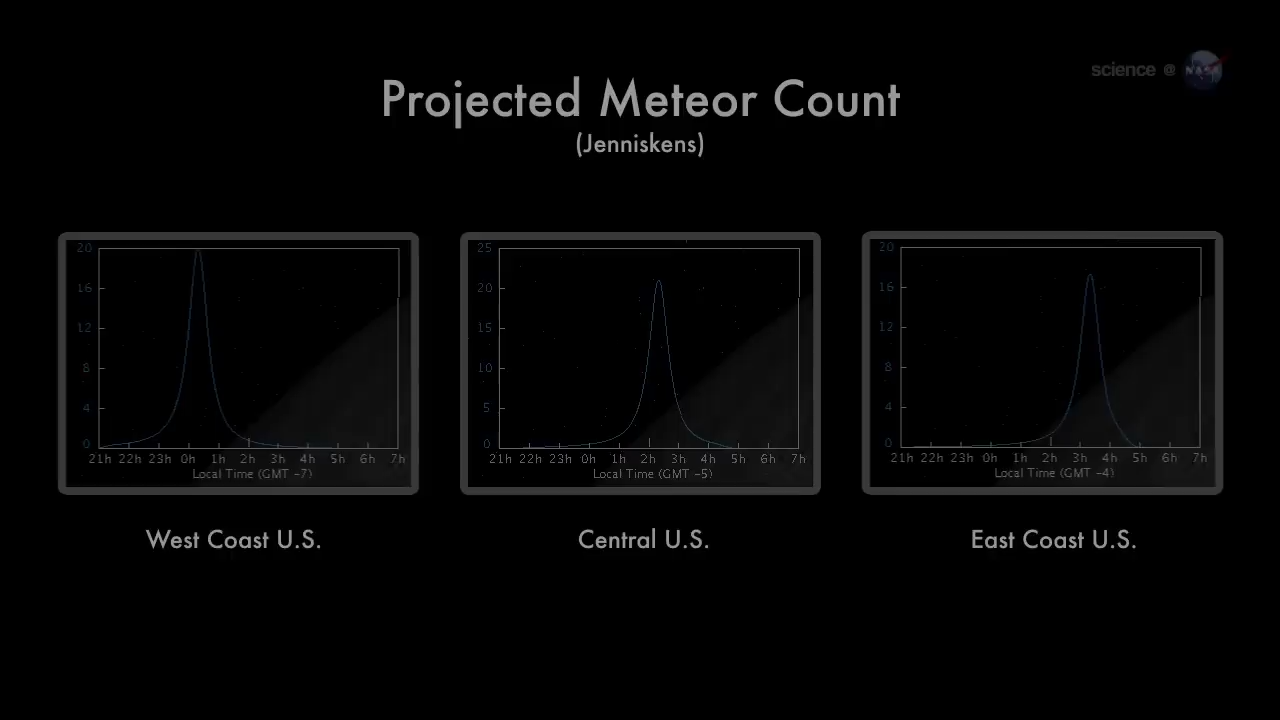 science @ NASA
Projected Meteor Count
(Jenniskens)
20
16
12
8
4
0
21h 22h 23h 0h 1h 2h 3h 4h 5h 6h 7h
Local Time (GMT -7)
West Coast U.S.
25
20
15
10
5
0
21h 22h 23h 0h 1h 2h 3h 4h 5h 6h 7h
Local Time (GMT -5)
Central U.S.
20
16
12
8
4
0
21h 22h 23h 0h 1h 2h 3h 4h 5h 6h 7h
Local Time (GMT -4)
East Coast U.S.